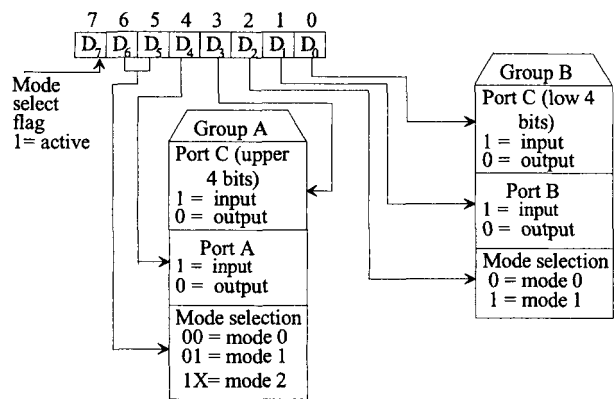 7 6 5 4 3 2 1 0
D7 D6 D5 D4 D3 D2 D1 D0
Mode
select
flag
1= active
Group A
Port C (upper
4 bits)
1 = input
0 = output
Port A
1 = input
0 = output
Mode selection
00 = mode 0
01 = mode 1
1X= mode 2
Group B
Port C (low 4
bits)
1 = input
0 = output
Port B
1 = input
0 = output
Mode selection
0 = mode 0
1 = mode 1